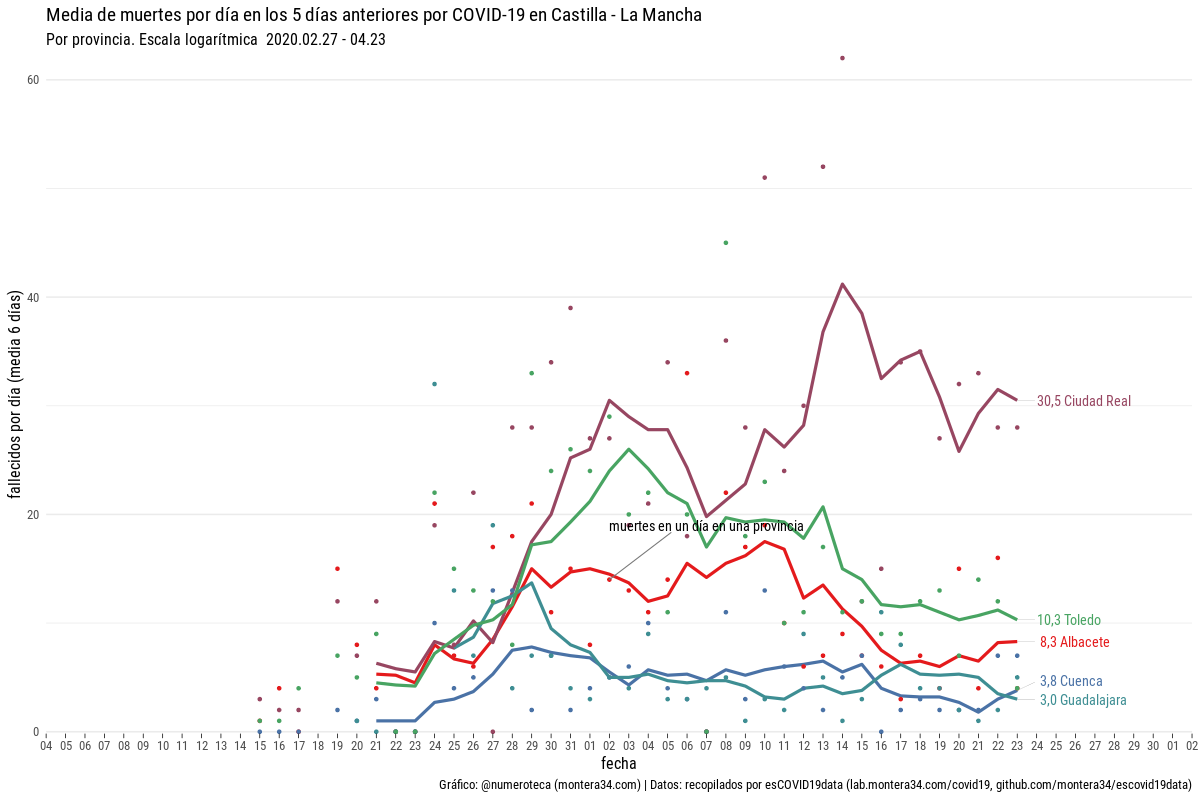 Media de muertes por día en los 5 días anteriores por COVID-19 en Castilla - La Mancha
Por provincia. Escala logarítmica  2020.02.27 - 04.23
fallecidos por día (media 6 días)
60
40
20
0
muertes en un día en una provincia
30,5 Ciudad Real
10,3 Toledo
8,3 Albacete
3,8 Cuenca
3,0 Guadalajara
04 05 06 07 08 09 10 11 12 13 14 15 16 17 18 19 20 21 22 23 24 25 26 27 28 29 30 31 01 02 03 04 05 06 07 08 09 10 11 12 13 14 15 16 17 18 19 20 21 22 23 24 25 26 27 28 29 30 01 02
fecha
Gráfico: @numeroteca (montera34.com) | Datos: recopilados por esCOVID19data (lab.montera34.com/covid19, github.com/montera34/escovid19data)